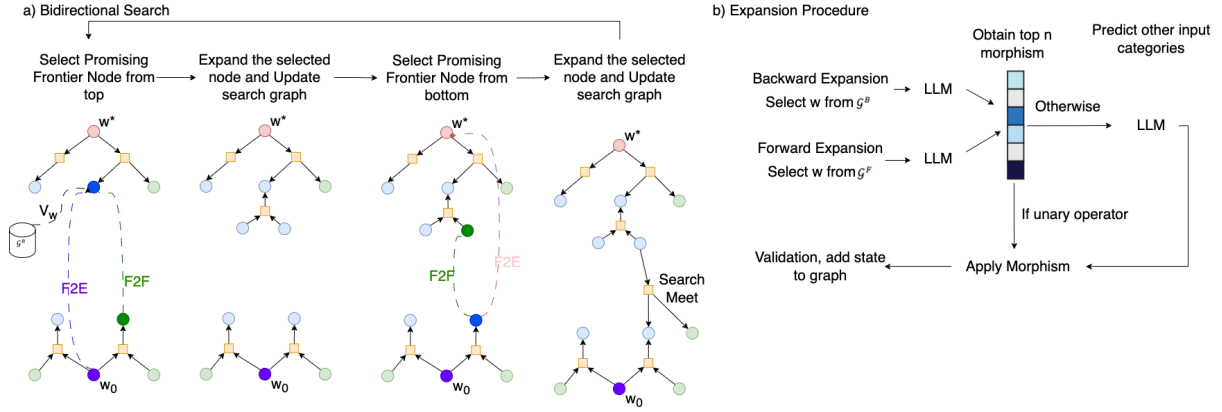 a) Bidirectional Search
Select Promising
Frontier Node from
top
Expand the selected
node and Update
search graph
Select Promising
Frontier Node from
bottom
Expand the selected
node and Update
search graph
w*
w*
w*
w*
V_w
𝒢ᴮ
F2E
F2F
F2F
F2E
Search
Meet
w₀
w₀
w₀
w₀
b) Expansion Procedure
Obtain top n
morphism
Predict other input
categories
Backward Expansion
Select w from 𝒢ᴮ
LLM
Otherwise
LLM
Forward Expansion
Select w from 𝒢ᶠ
LLM
If unary operator
Validation, add state
to graph
Apply Morphism